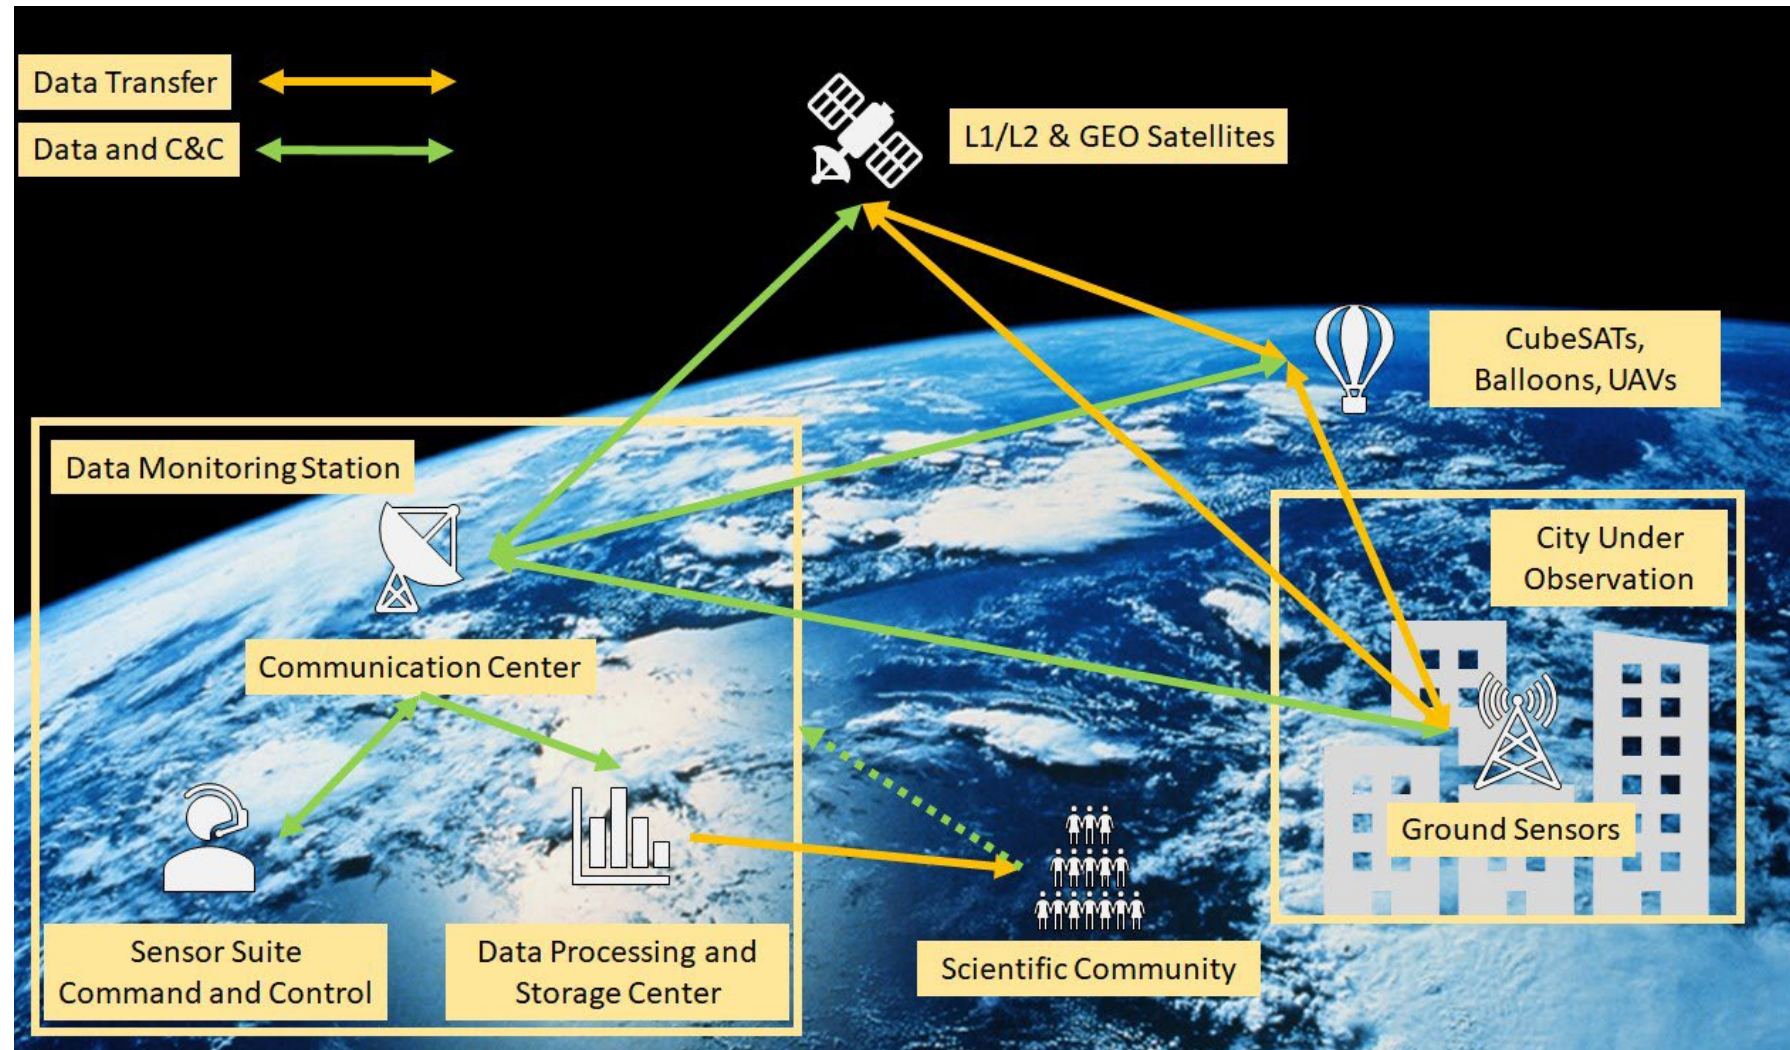 Data Transfer
Data and C&C
L1/L2 & GEO Satellites
CubeSATs,
Balloons, UAVs
Data Monitoring Station
City Under
Observation
Communication Center
Ground Sensors
Sensor Suite
Command and Control
Data Processing and
Storage Center
Scientific Community